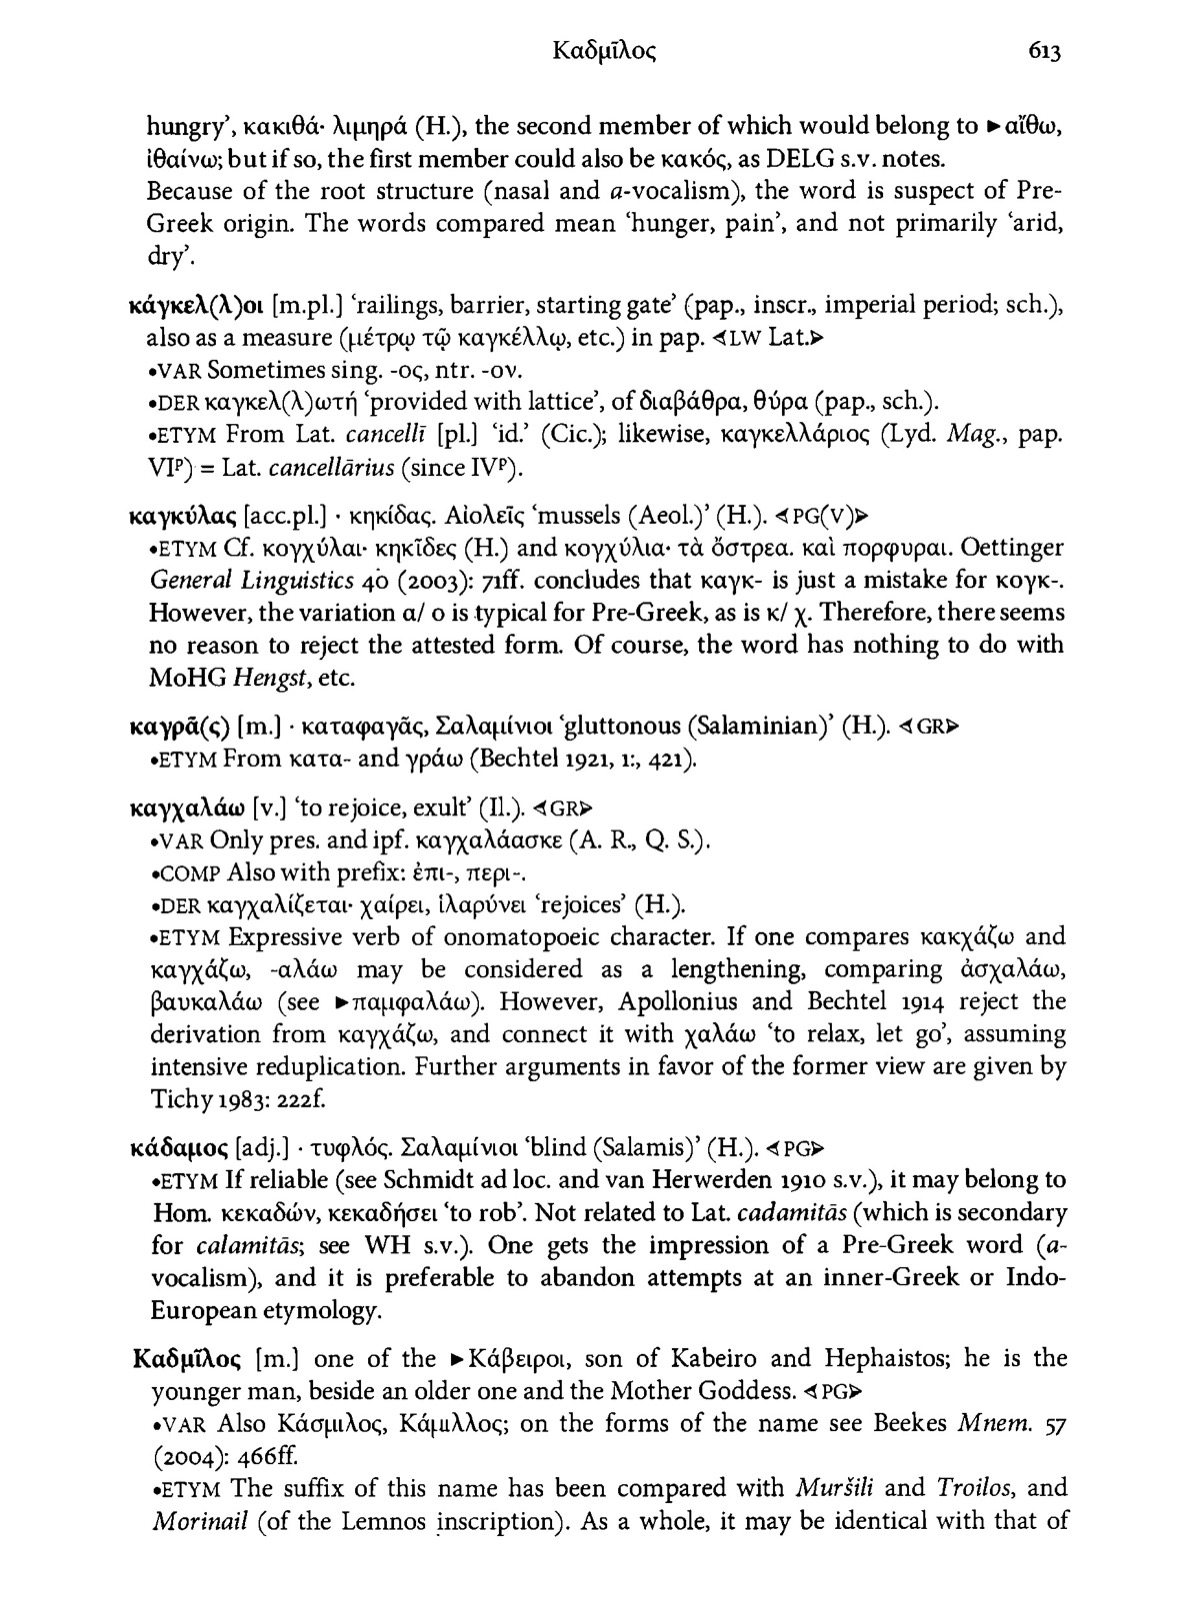 Καδμῖλος 613
hungry’, κακιθά· λιμηρά (H.), the second member of which would belong to ►αἴθω,
ἰθαίνω; but if so, the first member could also be κακός, as DELG s.v. notes.
Because of the root structure (nasal and a-vocalism), the word is suspect of Pre-
Greek origin. The words compared mean ‘hunger, pain’, and not primarily ‘arid,
dry’.
κάγκελ(λ)οι [m.pl.] ‘railings, barrier, starting gate’ (pap., inscr., imperial period; sch.),
also as a measure (μέτρῳ τῷ καγκέλλῳ, etc.) in pap. ⊲LW Lat.⊳
•VAR Sometimes sing. -ος, ntr. -ον.
•DER καγκελ(λ)ωτή ‘provided with lattice’, of διαβάθρα, θύρα (pap., sch.).
•ETYM From Lat. cancellī [pl.] ‘id.’ (Cic.); likewise, καγκελλάριος (Lyd. Mag., pap.
VIᵖ) = Lat. cancellārius (since IVᵖ).
καγκύλας [acc.pl.] · κηκίδας. Αἰολεῖς ‘mussels (Aeol.)’ (H.). ⊲PG(V)⊳
•ETYM Cf. κογχύλαι· κηκῖδες (H.) and κογχύλια· τὰ ὄστρεα. καὶ πορφυραι. Oettinger
General Linguistics 40 (2003): 71ff. concludes that καγκ- is just a mistake for κογκ-.
However, the variation α/ ο is typical for Pre-Greek, as is κ/ χ. Therefore, there seems
no reason to reject the attested form. Of course, the word has nothing to do with
MoHG Hengst, etc.
καγρᾶ(ς) [m.] · καταφαγᾶς, Σαλαμίνιοι ‘gluttonous (Salaminian)’ (H.). ⊲GR⊳
•ETYM From κατα- and γράω (Bechtel 1921, 1:, 421).
καγχαλάω [v.] ‘to rejoice, exult’ (Il.). ⊲GR⊳
•VAR Only pres. and ipf. καγχαλάασκε (A. R., Q. S.).
•COMP Also with prefix: ἐπι-, περι-.
•DER καγχαλίζεται· χαίρει, ἱλαρύνει ‘rejoices’ (H.).
•ETYM Expressive verb of onomatopoeic character. If one compares κακχάζω and
καγχάζω, -αλάω may be considered as a lengthening, comparing ἀσχαλάω,
βαυκαλάω (see ►παμφαλάω). However, Apollonius and Bechtel 1914 reject the
derivation from καγχάζω, and connect it with χαλάω ‘to relax, let go’, assuming
intensive reduplication. Further arguments in favor of the former view are given by
Tichy 1983: 222f.
κάδαμος [adj.] · τυφλός. Σαλαμίνιοι ‘blind (Salamis)’ (H.). ⊲PG⊳
•ETYM If reliable (see Schmidt ad loc. and van Herwerden 1910 s.v.), it may belong to
Hom. κεκαδών, κεκαδήσει ‘to rob’. Not related to Lat. cadamitās (which is secondary
for calamitās; see WH s.v.). One gets the impression of a Pre-Greek word (a-
vocalism), and it is preferable to abandon attempts at an inner-Greek or Indo-
European etymology.
Καδμῖλος [m.] one of the ►Κάβειροι, son of Kabeiro and Hephaistos; he is the
younger man, beside an older one and the Mother Goddess. ⊲PG⊳
•VAR Also Κάσμιλος, Κάμιλλος; on the forms of the name see Beekes Mnem. 57
(2004): 466ff.
•ETYM The suffix of this name has been compared with Muršili and Troilos, and
Morinail (of the Lemnos inscription). As a whole, it may be identical with that of